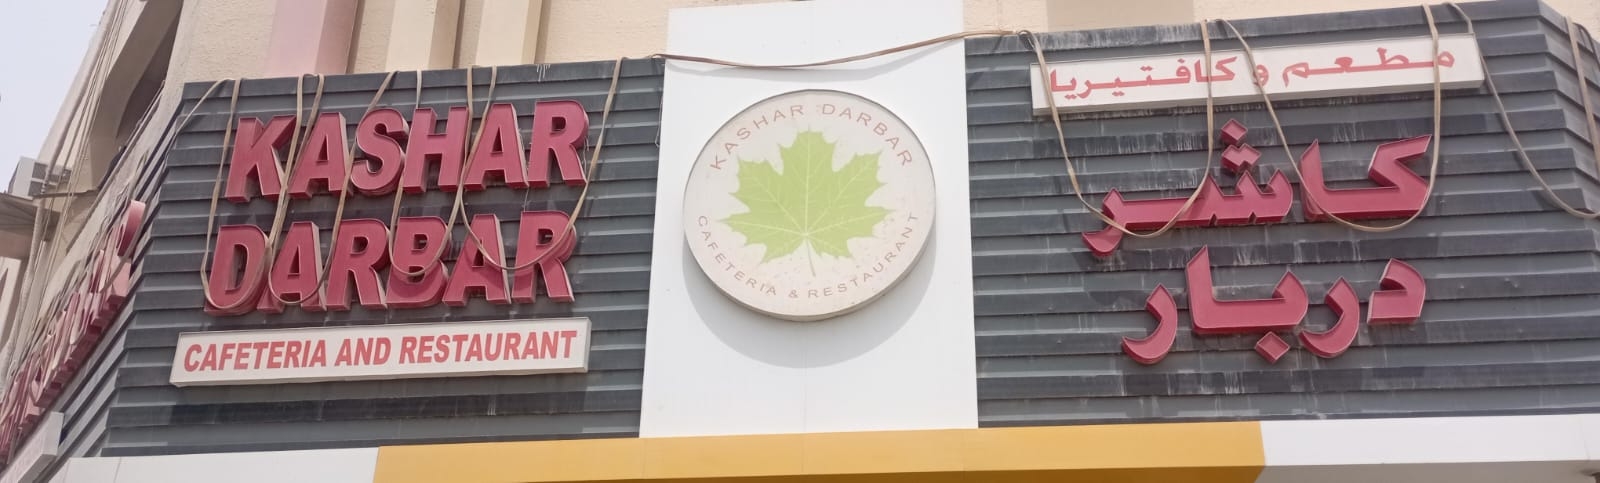 KASHAR
DARBAR
CAFETERIA AND RESTAURANT
KASHAR DARBAR
CAFETERIA & RESTAURANT
مطعم و كافتيريا
كاشر
دربار